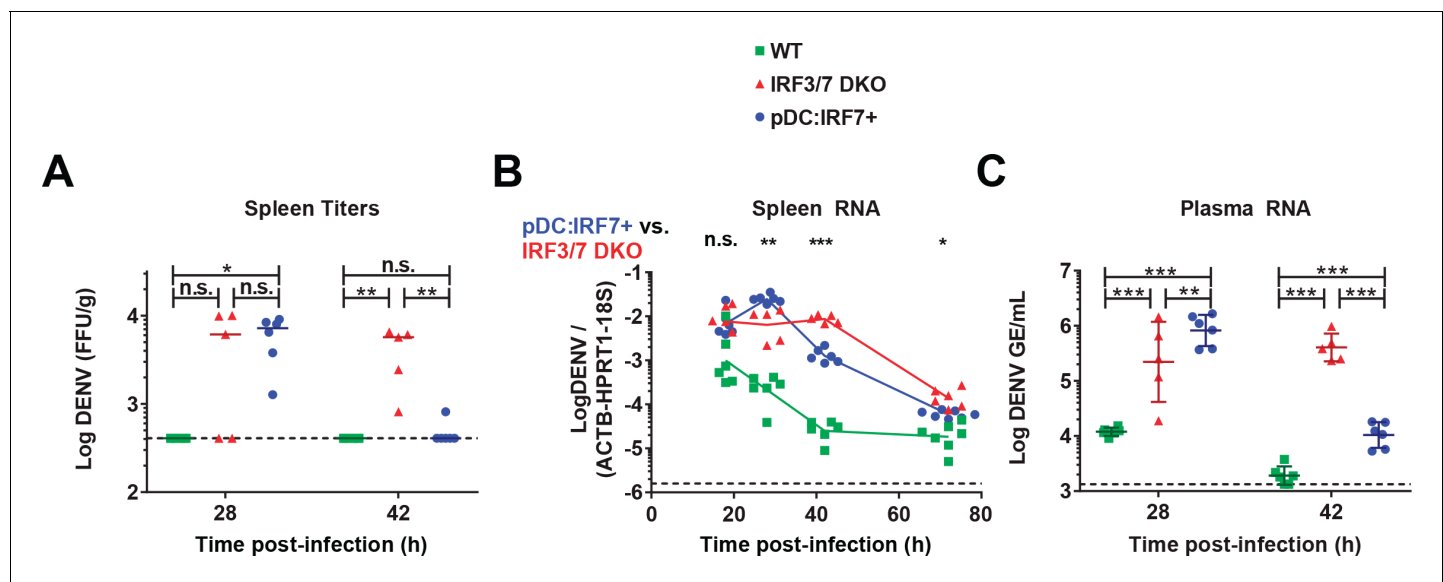 WT
IRF3/7 DKO
pDC:IRF7+
A
Spleen Titers
*
n.s.
n.s.
n.s.
n.s.
**
**
4
3
2
Log DENV (FFU/g)
28
42
Time post-infection (h)
B
Spleen RNA
pDC:IRF7+ vs.
IRF3/7 DKO
n.s.
**
***
*
-1
-2
-3
-4
-5
-6
LogDENV /
(ACTB-HPRT1-18S)
0
20
40
60
80
Time post-infection (h)
C
Plasma RNA
***
***
**
***
***
***
7
6
5
4
3
Log DENV GE/mL
28
42
Time post-infection (h)